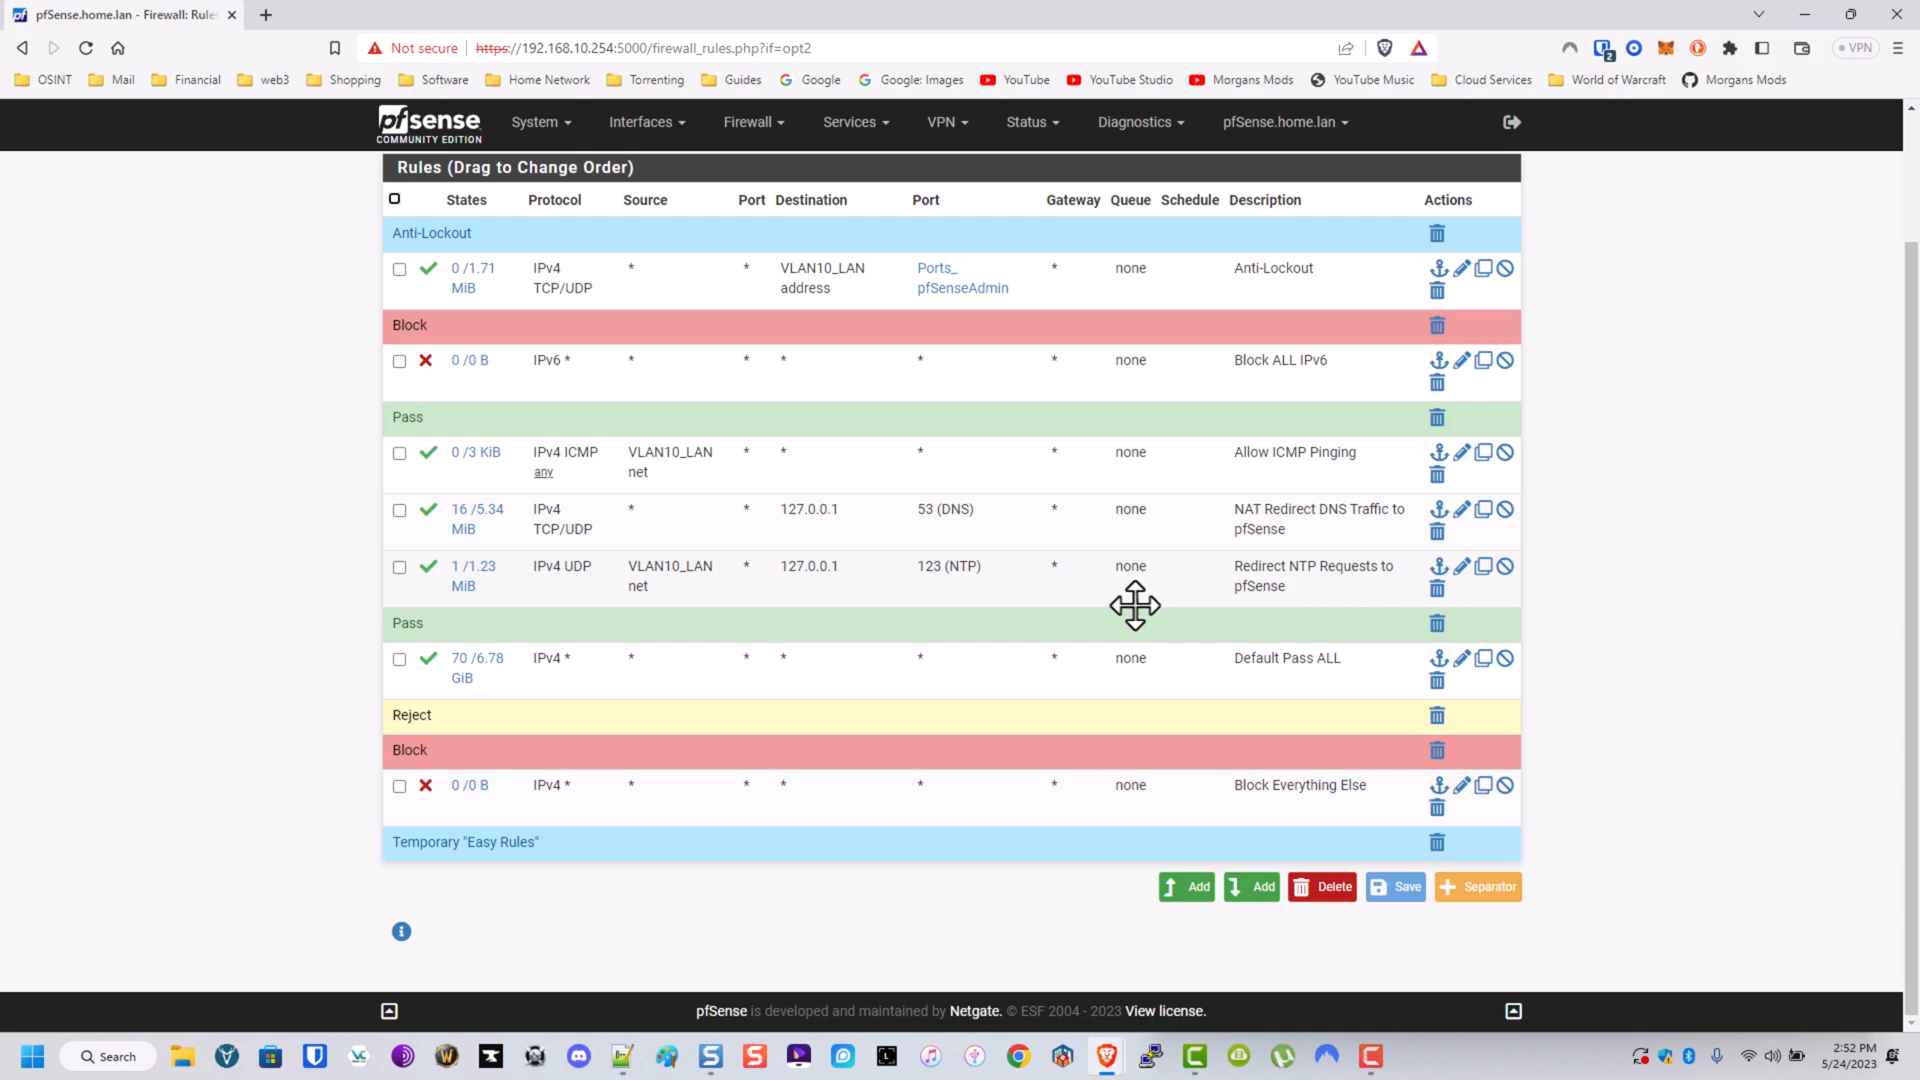 pfSense.home.lan - Firewall: Rule
Not secure https://192.168.10.254:5000/firewall_rules.php?if=opt2
2
VPN
OSINT Mail Financial web3 Shopping Software Home Network Torrenting Guides Google Google: Images YouTube YouTube Studio Morgans Mods YouTube Music Cloud Services World of Warcraft Morgans Mods
pfsense
COMMUNITY EDITION
System Interfaces Firewall Services VPN Status Diagnostics pfSense.home.lan
Rules (Drag to Change Order)
States Protocol Source Port Destination Port Gateway Queue Schedule Description Actions
Anti-Lockout
0 /1.71 IPv4 * * VLAN10_LAN Ports_ * none Anti-Lockout
MiB TCP/UDP address pfSenseAdmin
Block
0 /0 B IPv6 * * * * * * none Block ALL IPv6
Pass
0 /3 KiB IPv4 ICMP VLAN10_LAN * * * * none Allow ICMP Pinging
any net
16 /5.34 IPv4 * * 127.0.0.1 53 (DNS) * none NAT Redirect DNS Traffic to
MiB TCP/UDP pfSense
1 /1.23 IPv4 UDP VLAN10_LAN * 127.0.0.1 123 (NTP) * none Redirect NTP Requests to
MiB net pfSense
Pass
70 /6.78 IPv4 * * * * * * none Default Pass ALL
GiB
Reject
Block
0 /0 B IPv4 * * * * * * none Block Everything Else
Temporary "Easy Rules"
Add Add Delete Save Separator
pfSense is developed and maintained by Netgate. © ESF 2004 - 2023 View license.
Search
2:52 PM
5/24/2023